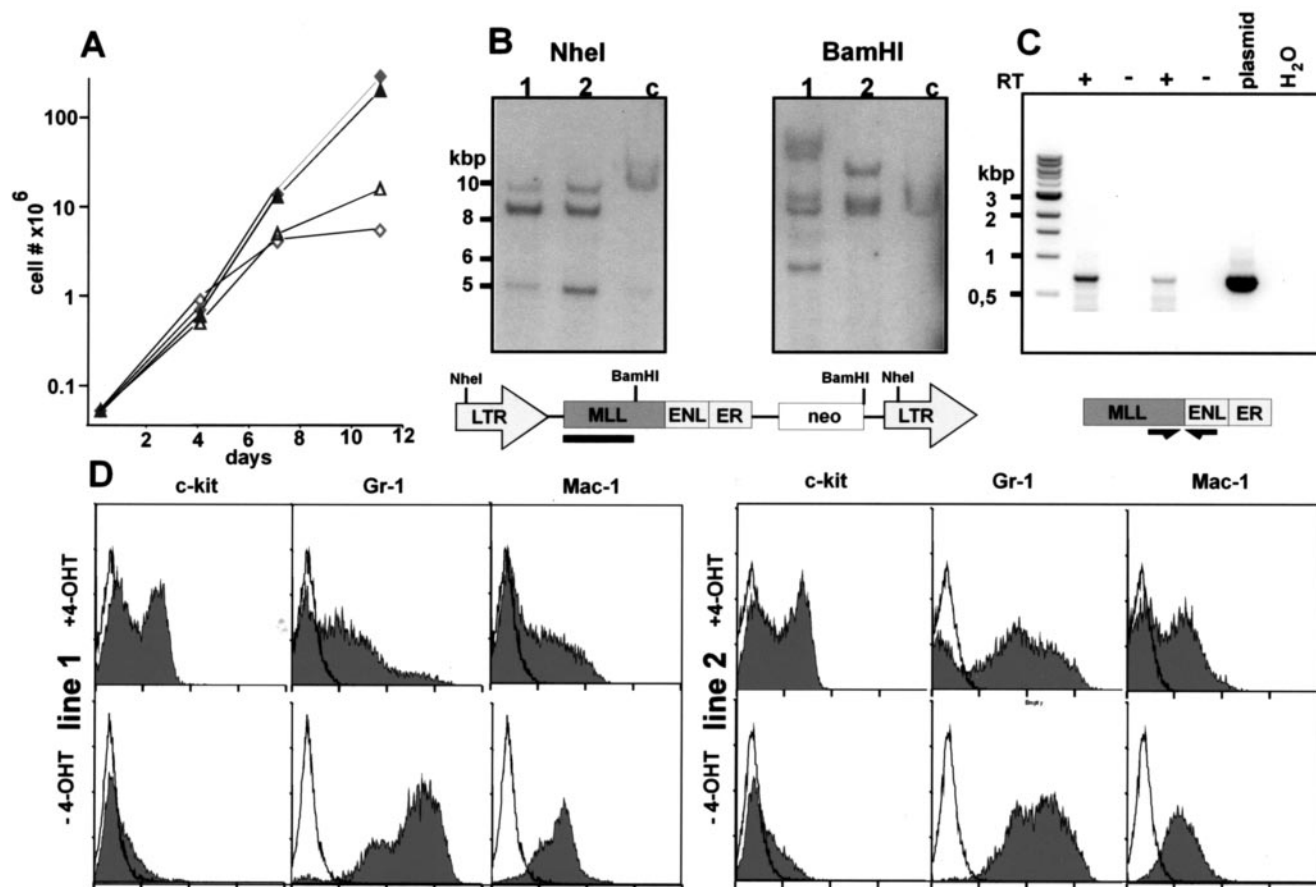 A
cell # x10⁶
100
10
1
0.1
2 4 6 8 10 12
days
B
NheI
1 2 c
kbp
10
8
6
5
BamHI
1 2 c
NheI BamHI BamHI NheI
LTR MLL ENL ER neo LTR
C
RT + - + - plasmid H₂O
kbp
3
2
1
0,5
MLL ENL ER
D
c-kit Gr-1 Mac-1
line 1
+4-OHT
- 4-OHT
c-kit Gr-1 Mac-1
line 2
+4-OHT
- 4-OHT